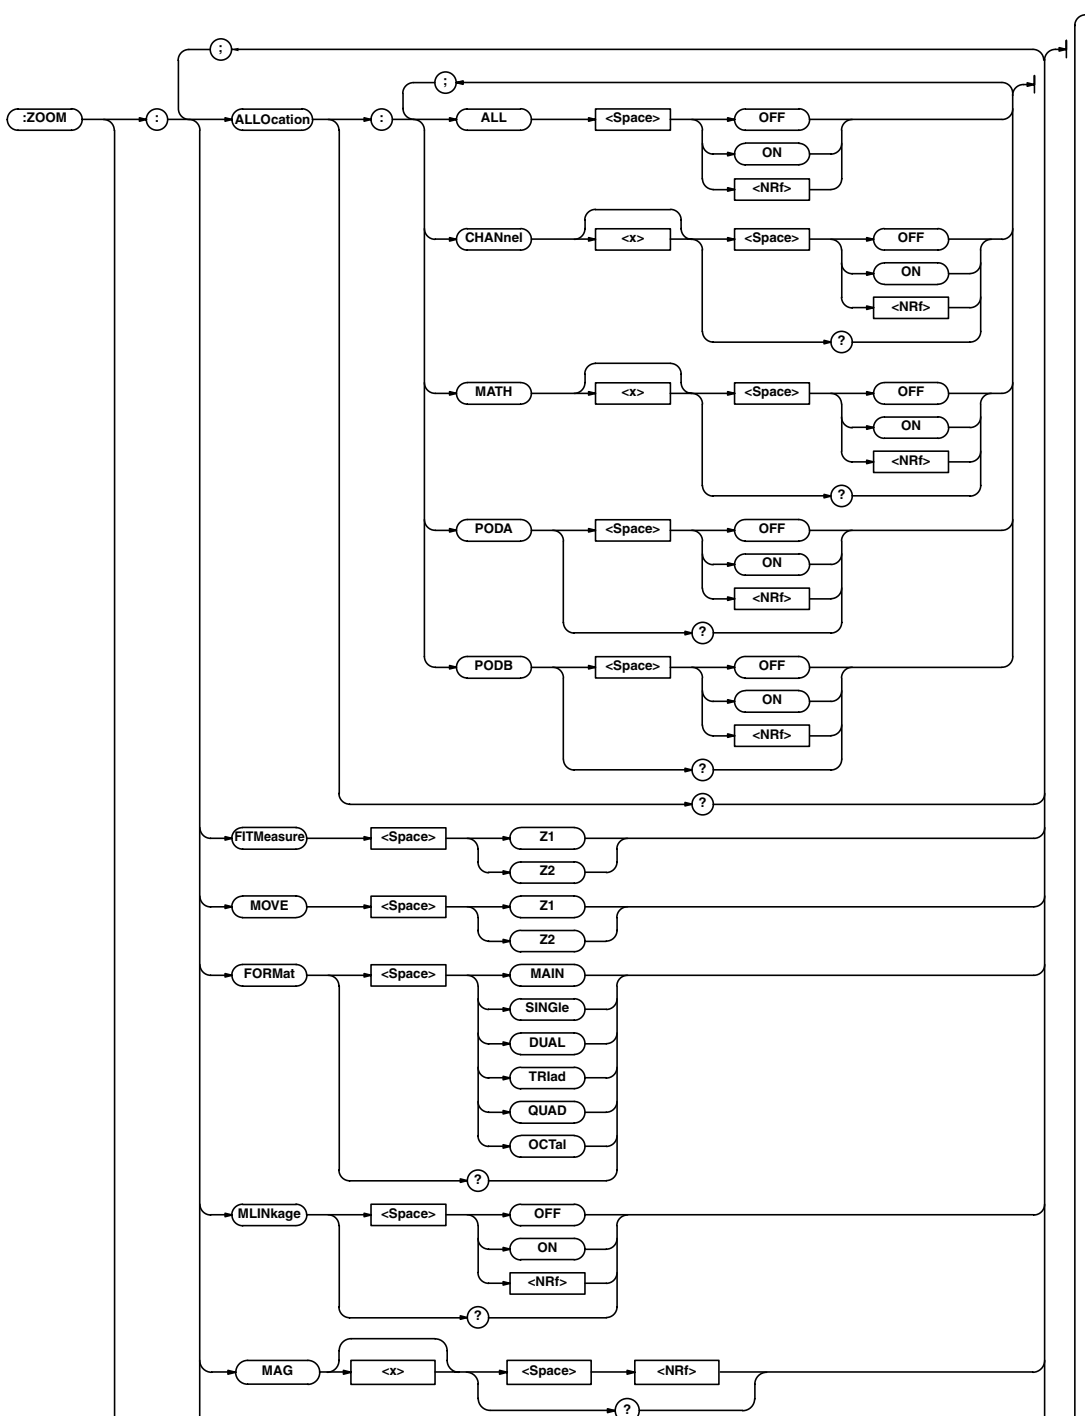 ;
;
:ZOOM : ALLOcation : ALL <Space> OFF
ON
<NRf>
CHANnel <x> <Space> OFF
ON
<NRf>
?
MATH <x> <Space> OFF
ON
<NRf>
?
PODA <Space> OFF
ON
<NRf>
?
PODB <Space> OFF
ON
<NRf>
?
?
FITMeasure <Space> Z1
Z2
MOVE <Space> Z1
Z2
FORMat <Space> MAIN
SINGle
DUAL
TRIad
QUAD
OCTal
?
MLINkage <Space> OFF
ON
<NRf>
?
MAG <x> <Space> <NRf>
?